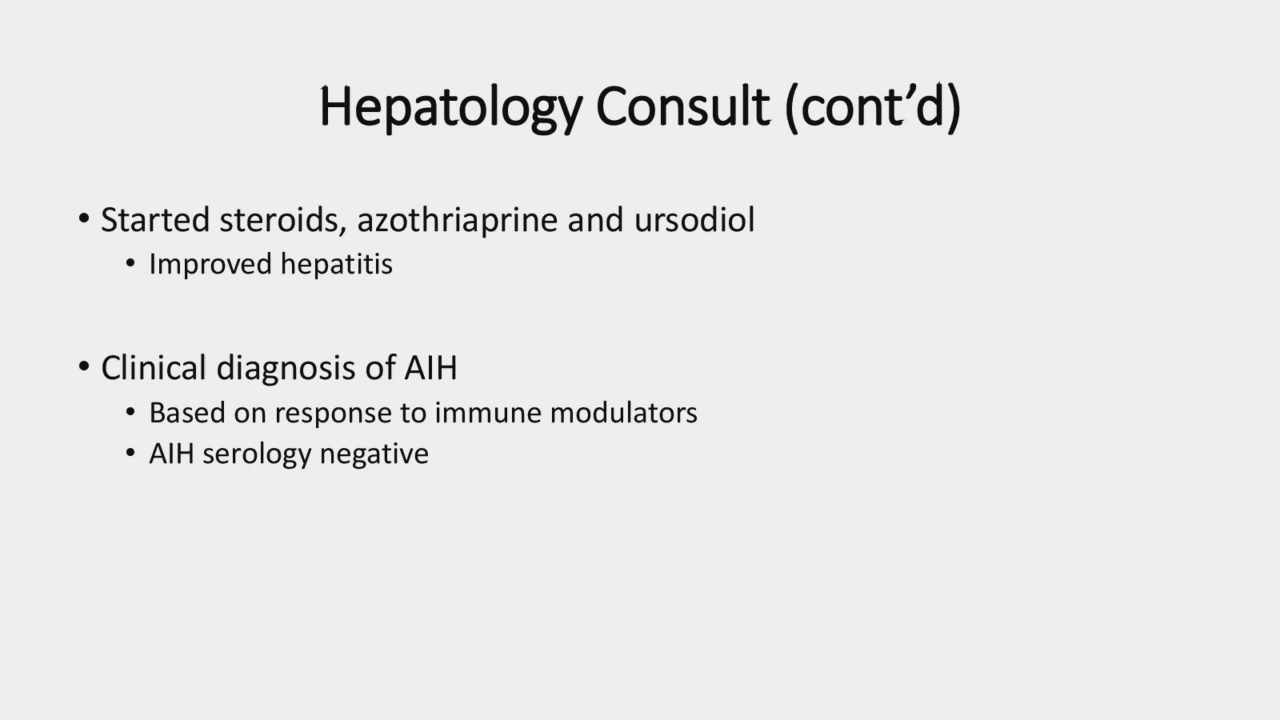 Hepatology Consult (cont’d)
• Started steroids, azothriaprine and ursodiol
• Improved hepatitis
• Clinical diagnosis of AIH
• Based on response to immune modulators
• AIH serology negative